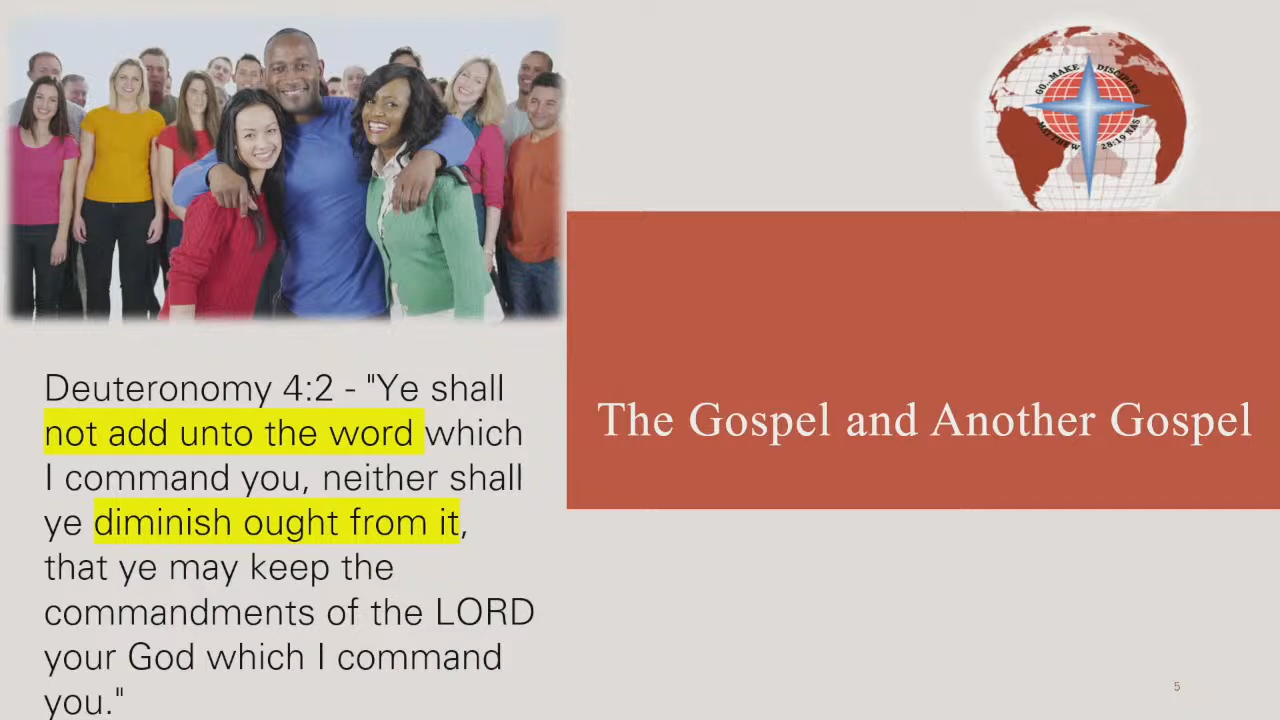 Deuteronomy 4:2 - "Ye shall
not add unto the word which
I command you, neither shall
ye diminish ought from it,
that ye may keep the
commandments of the LORD
your God which I command
you."
GO...MAKE DISCIPLES
MATTHEW 28:19 NAS
The Gospel and Another Gospel
5